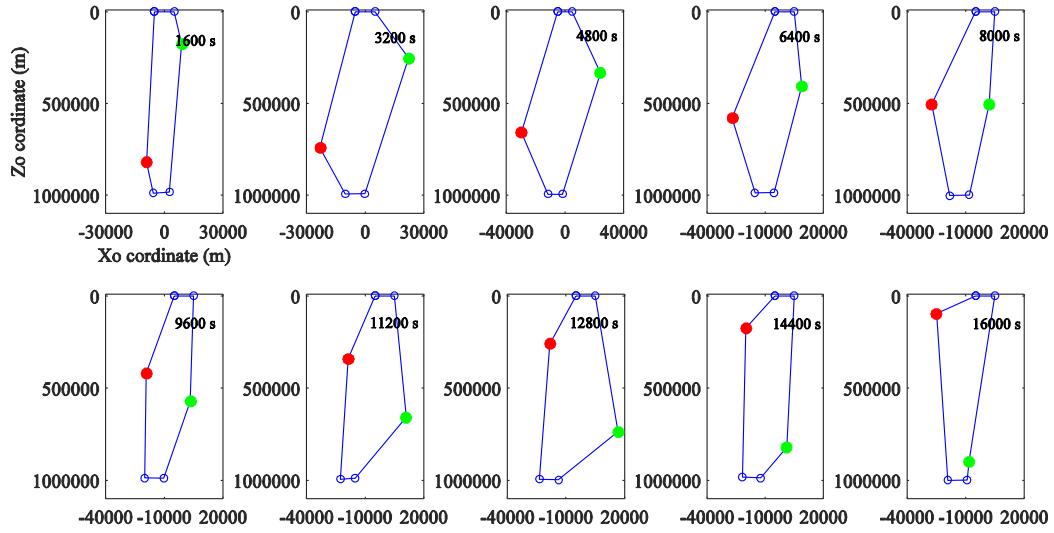 0 0 0 0 0
1600 s 3200 s 4800 s 6400 s 8000 s
Zo cordinate (m)
500000 500000 500000 500000 500000
1000000 1000000 1000000 1000000 1000000
-30000 0 30000 -30000 0 30000 -40000 0 40000 -40000 -10000 20000 -40000 -10000 20000
Xo cordinate (m)
0 0 0 0 0
9600 s 11200 s 12800 s 14400 s 16000 s
500000 500000 500000 500000 500000
1000000 1000000 1000000 1000000 1000000
-40000 -10000 20000 -40000 -10000 20000 -40000 -10000 20000 -40000 -10000 20000 -40000 -10000 20000